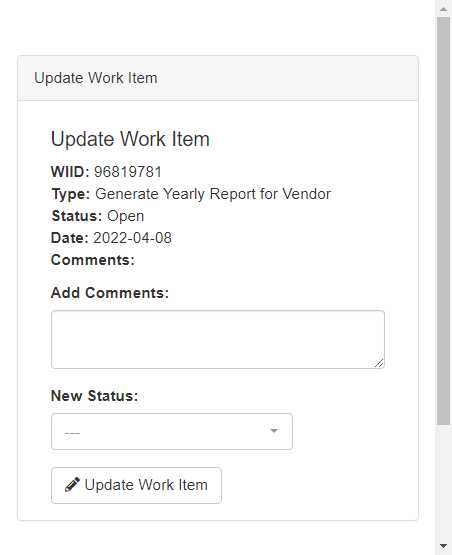 Update Work Item
Update Work Item
WIID: 96819781
Type: Generate Yearly Report for Vendor
Status: Open
Date: 2022-04-08
Comments:
Add Comments:
New Status:
---
Update Work Item